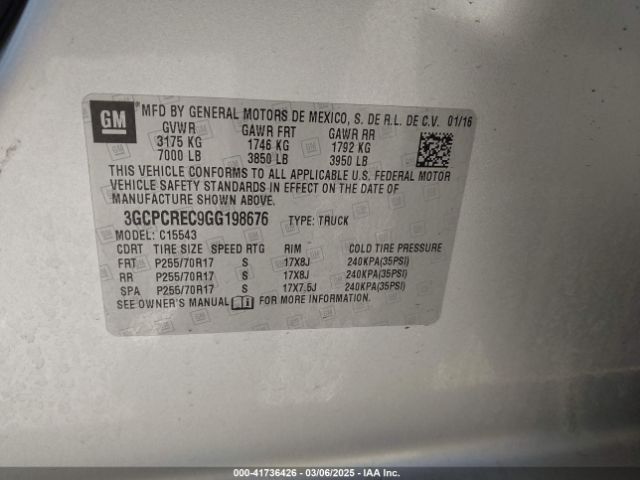 GM
®MFD BY GENERAL MOTORS DE MEXICO, S. DE R.L. DE C.V. 01/16
GVWR GAWR FRT GAWR RR
3175 KG 1746 KG 1792 KG
7000 LB 3850 LB 3950 LB
THIS VEHICLE CONFORMS TO ALL APPLICABLE U.S. FEDERAL MOTOR
VEHICLE SAFETY STANDARDS IN EFFECT ON THE DATE OF
MANUFACTURE SHOWN ABOVE.
3GCPCREC9GG198676 TYPE: TRUCK
MODEL: C15543
CDRT TIRE SIZE SPEED RTG RIM COLD TIRE PRESSURE
FRT P255/70R17 S 17X8J 240KPA(35PSI)
RR P255/70R17 S 17X8J 240KPA(35PSI)
SPA P255/70R17 S 17X7.5J 240KPA(35PSI)
SEE OWNER'S MANUAL FOR MORE INFORMATION.
000-41736426 - 03/06/2025 - IAA, Inc.